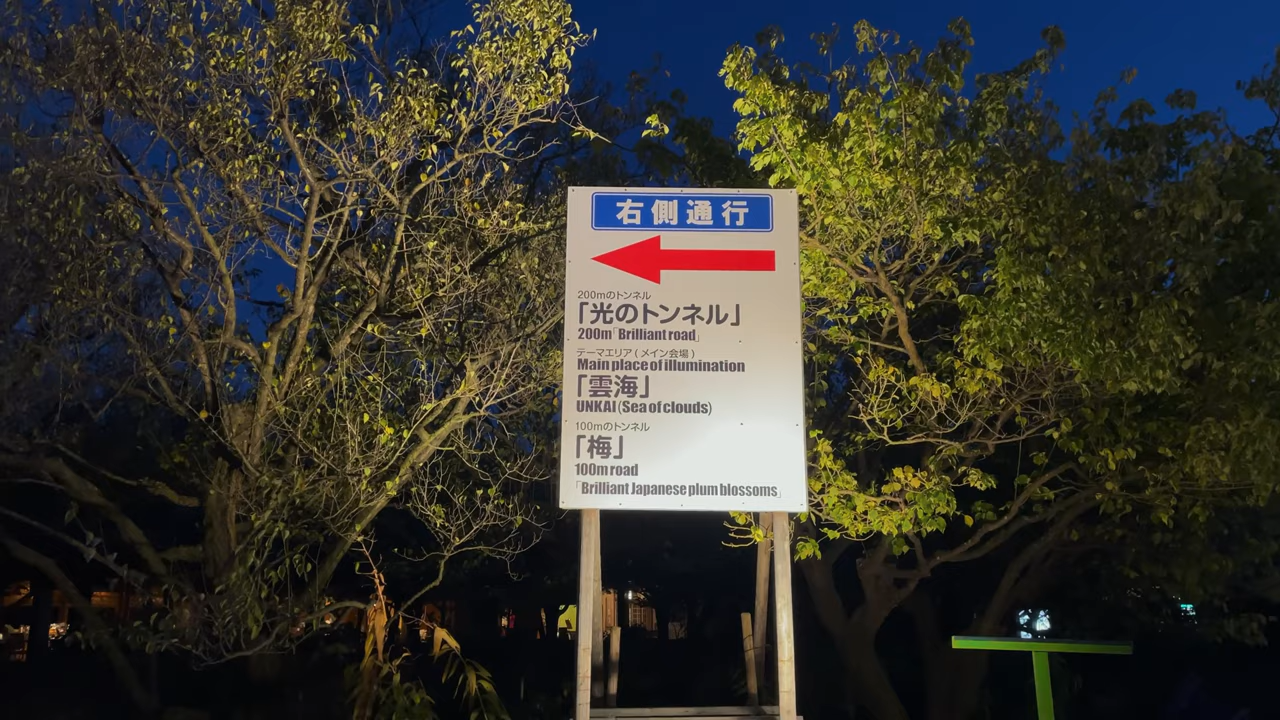 右側通行
200mのトンネル
「光のトンネル」
200m「Brilliant road」
テーマエリア(メイン会場)
Main place of illumination
「雲海」
UNKAI (Sea of clouds)
100mのトンネル
「梅」
100m road
「Brilliant Japanese plum blossoms」